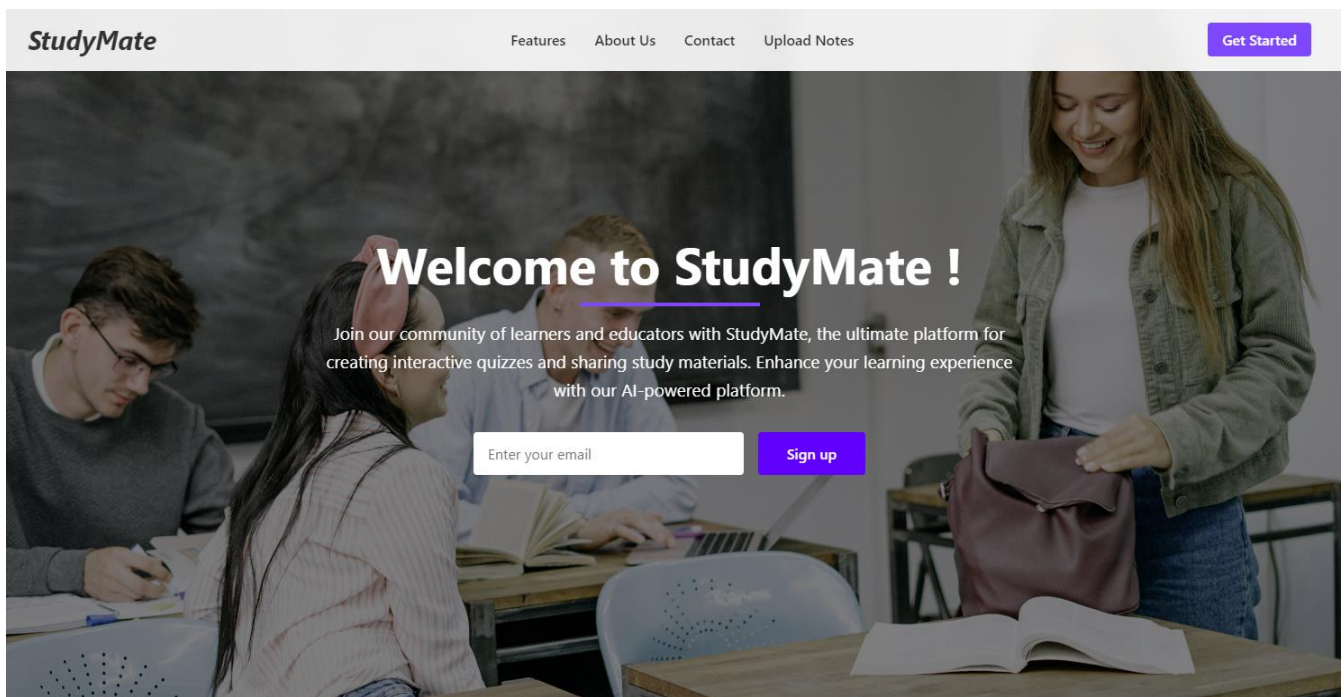 StudyMate
Features
About Us
Contact
Upload Notes
Get Started
Welcome to StudyMate !
Join our community of learners and educators with StudyMate, the ultimate platform for
creating interactive quizzes and sharing study materials. Enhance your learning experience
with our AI-powered platform.
Enter your email
Sign up